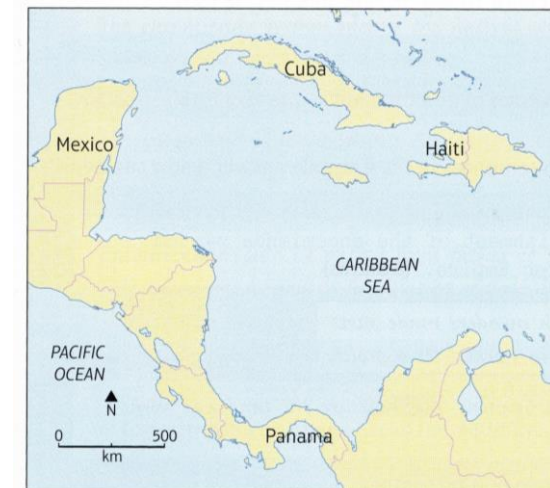 Cuba
Mexico
Haiti
CARIBBEAN
SEA
PACIFIC
OCEAN
N
0 500
km
Panama